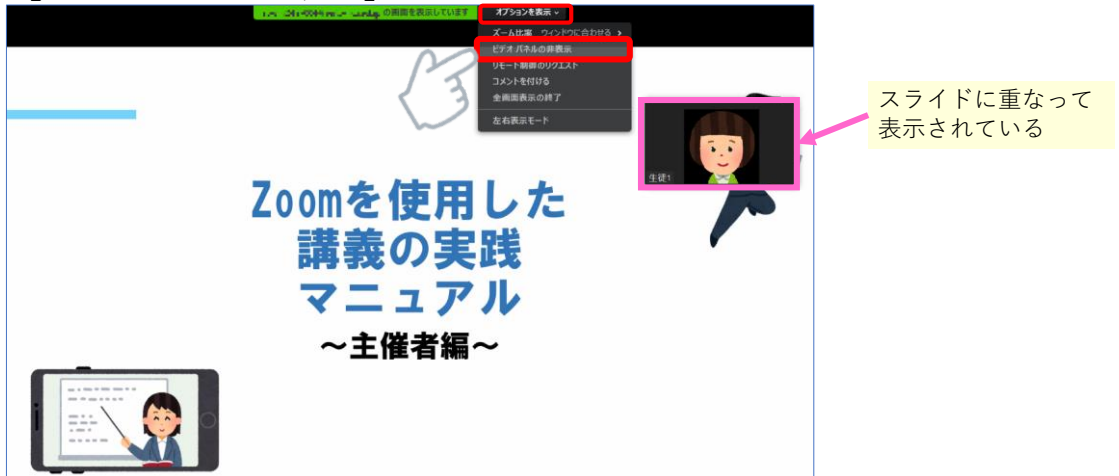 の画面を表示しています
オプションを表示
ズーム比率 ウィンドウに合わせる
ビデオ パネルの非表示
リモート制御のリクエスト
コメントを付ける
全画面表示の終了
左右表示モード
スライドに重なって
表示されている
生徒1
Zoomを使用した
講義の実践
マニュアル
～主催者編～